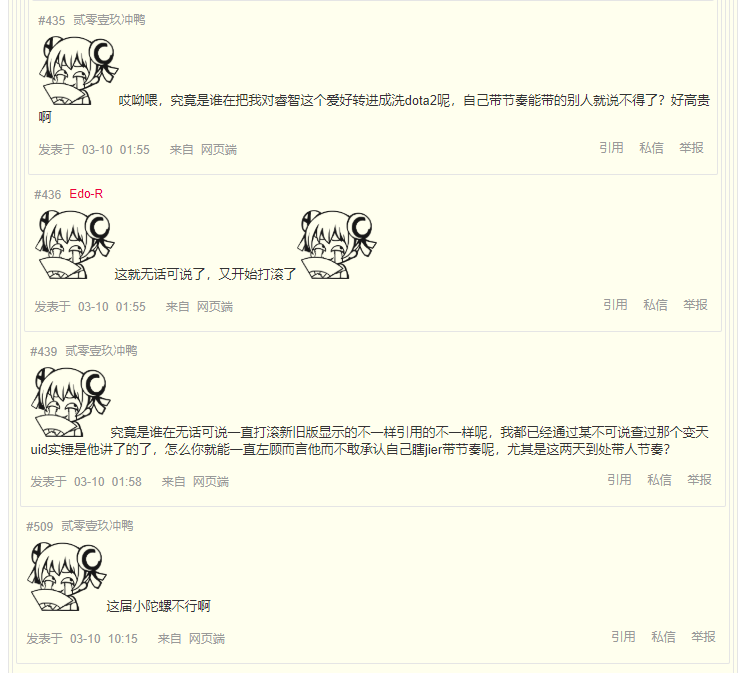 #435 贰零壹玖冲鸭
哎呦喂，究竟是谁在把我对睿智这个爱好转进成洗dota2呢，自己带节奏能带的别人就说不得了？好高贵
啊
发表于 03-10 01:55 来自 网页端 引用 私信 举报
#436 Edo-R
这就无话可说了，又开始打滚了
发表于 03-10 01:55 来自 网页端 引用 私信 举报
#439 贰零壹玖冲鸭
究竟是谁在无话可说一直打滚新旧版显示的不一样引用的不一样呢，我都已经通过某不可说查过那个变天
uid实锤是他讲了的了，怎么你就能一直左顾而言他而不敢承认自己瞎jier带节奏呢，尤其是这两天到处带人节奏？
发表于 03-10 01:58 来自 网页端 引用 私信 举报
#509 贰零壹玖冲鸭
这届小陀螺不行啊
发表于 03-10 10:15 来自 网页端 引用 私信 举报